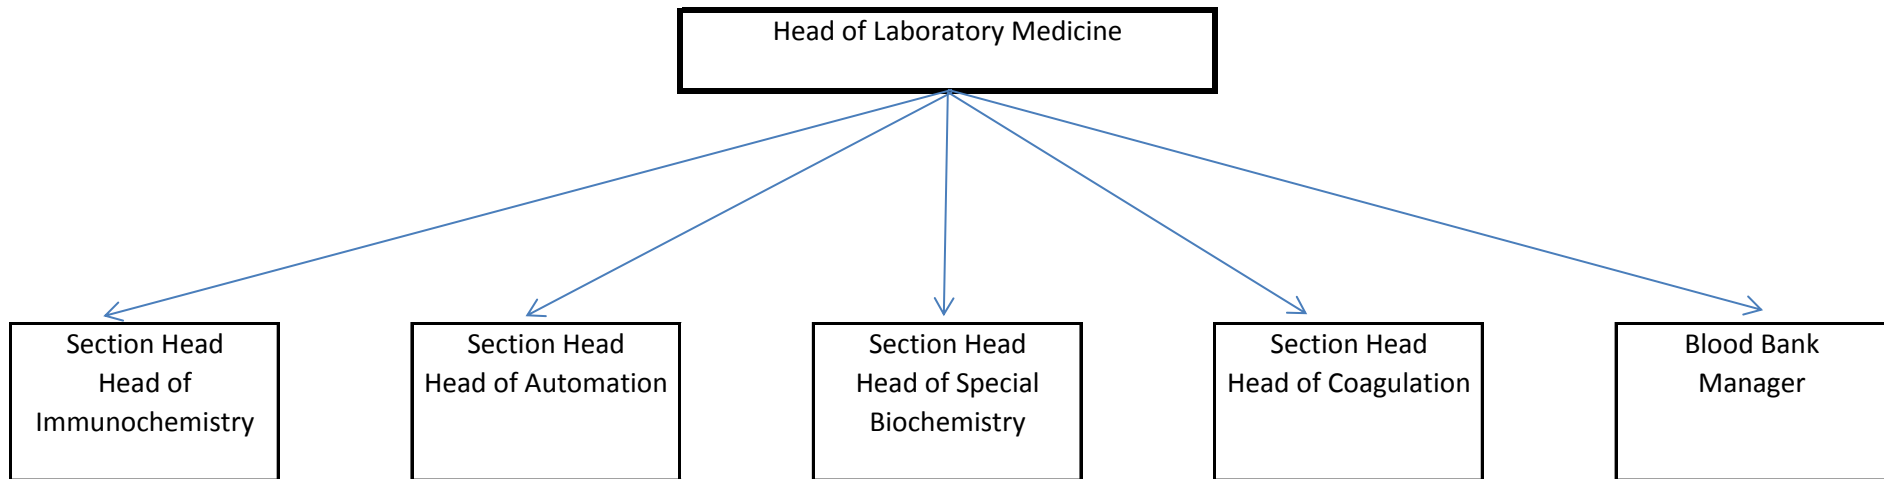 Head of Laboratory Medicine
Section Head
Head of
Immunochemistry
Section Head
Head of Automation
Section Head
Head of Special
Biochemistry
Section Head
Head of Coagulation
Blood Bank
Manager